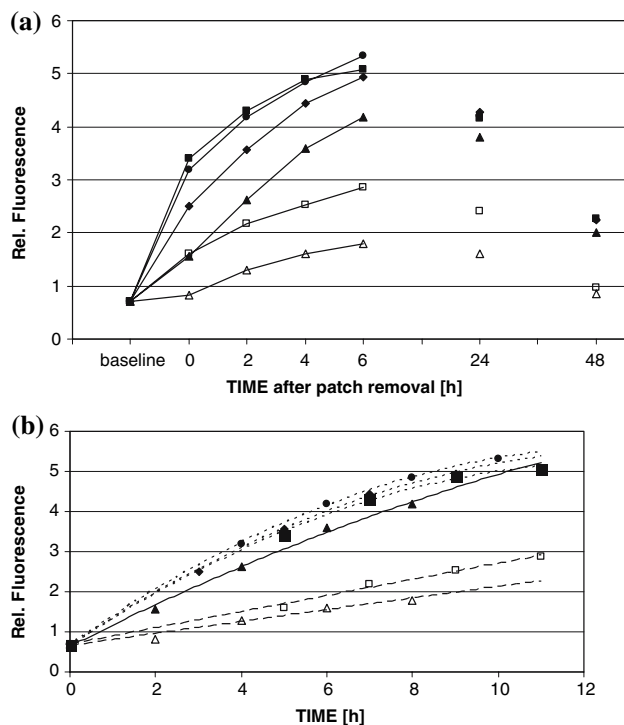 (a)
Rel. Fluorescence
6
5
4
3
2
1
0
baseline 0 2 4 6 24 48
TIME after patch removal [h]
(b)
Rel. Fluorescence
6
5
4
3
2
1
0
0 2 4 6 8 10 12
TIME [h]